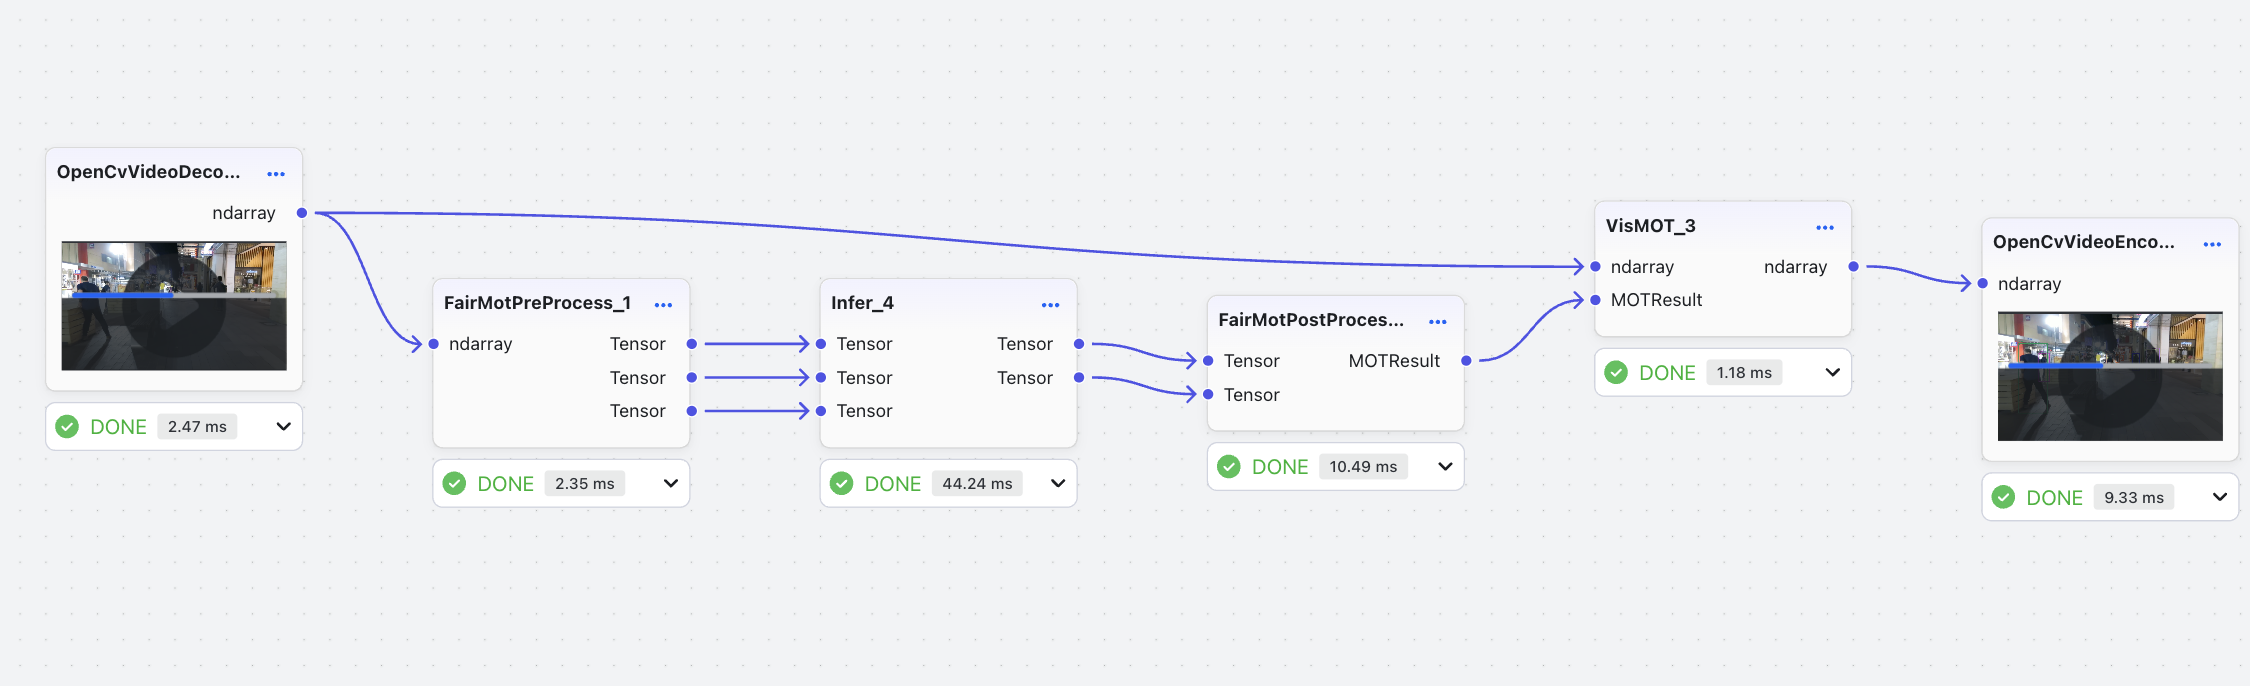 OpenCvVideoDeco...
ndarray
DONE 2.47 ms
FairMotPreProcess_1
ndarray Tensor
Tensor
Tensor
DONE 2.35 ms
Infer_4
Tensor Tensor
Tensor Tensor
Tensor
DONE 44.24 ms
FairMotPostProces...
Tensor MOTResult
Tensor
DONE 10.49 ms
VisMOT_3
ndarray ndarray
MOTResult
DONE 1.18 ms
OpenCvVideoEnco...
ndarray
DONE 9.33 ms